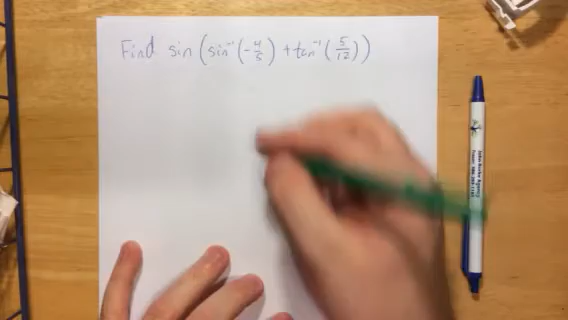 Find sin(sin⁻¹(-4/5) + tan⁻¹(5/12))